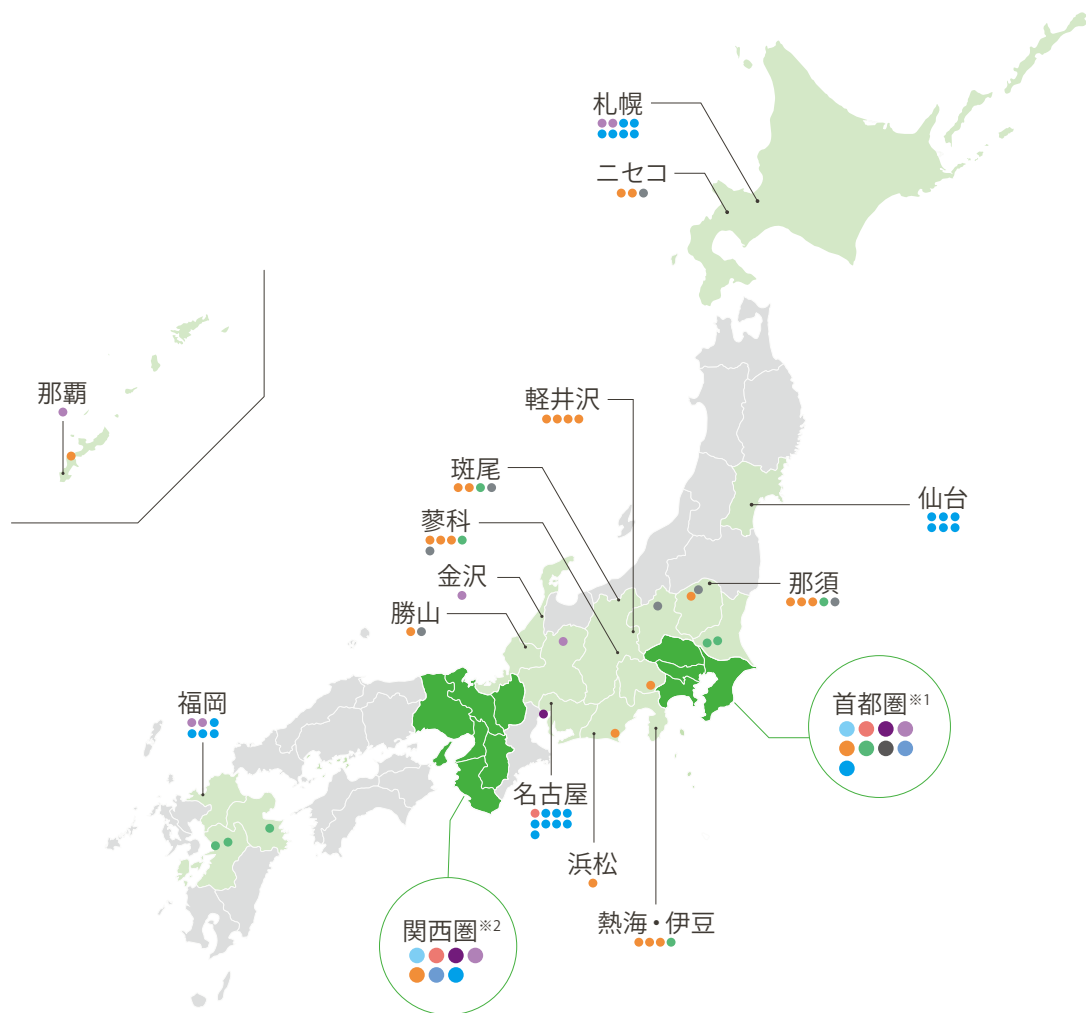 札幌
ニセコ
那覇
軽井沢
斑尾
仙台
蓼科
金沢
那須
勝山
福岡
首都圏※1
名古屋
浜松
熱海・伊豆
関西圏※2